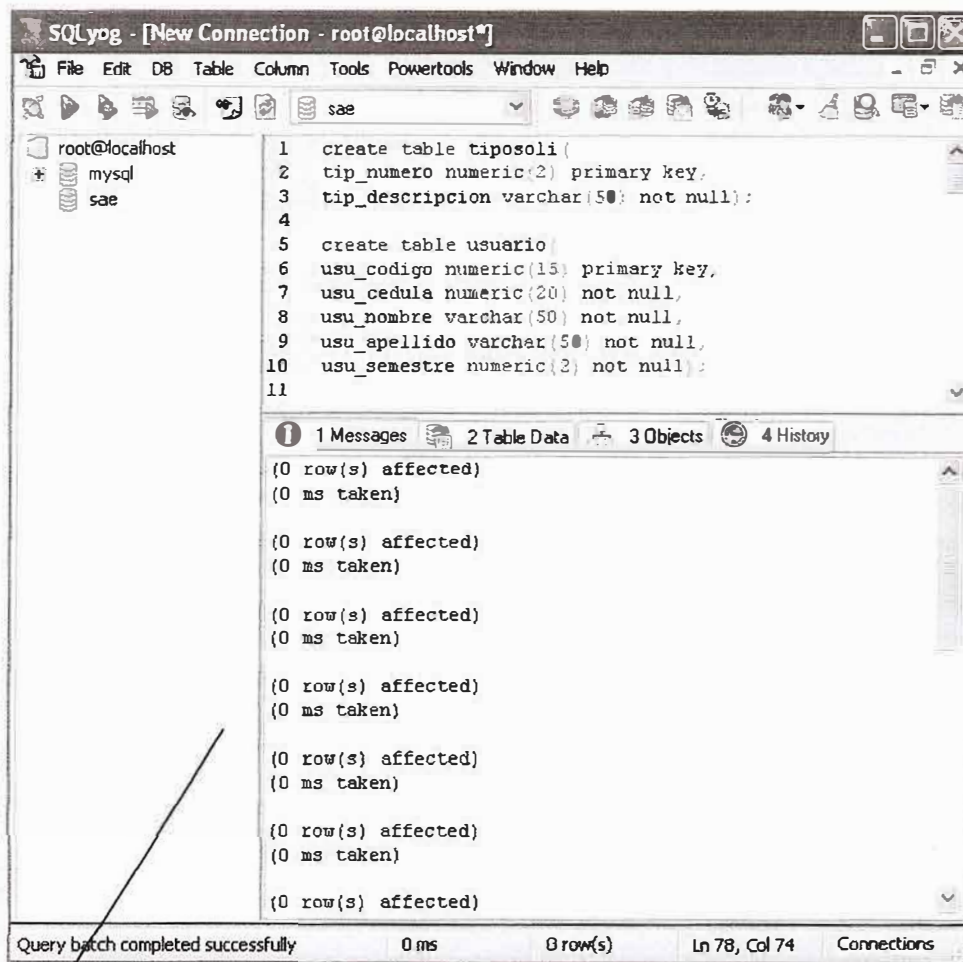 SQLyog - [New Connection - root@localhost*]
File Edit DB Table Column Tools Powertools Window Help
sae
root@localhost
mysql
sae
1 create table tiposoli(
2 tip_numero numeric(2) primary key,
3 tip_descripcion varchar(50) not null);
4
5 create table usuario(
6 usu_codigo numeric(15) primary key,
7 usu_cedula numeric(20) not null,
8 usu_nombre varchar(50) not null,
9 usu_apellido varchar(50) not null,
10 usu_semestre numeric(2) not null);
11
1 Messages 2 Table Data 3 Objects 4 History
(0 row(s) affected)
(0 ms taken)
(0 row(s) affected)
(0 ms taken)
(0 row(s) affected)
(0 ms taken)
(0 row(s) affected)
(0 ms taken)
(0 row(s) affected)
(0 ms taken)
(0 row(s) affected)
(0 ms taken)
(0 row(s) affected)
Query batch completed successfully 0 ms 0 row(s) Ln 78, Col 74 Connections